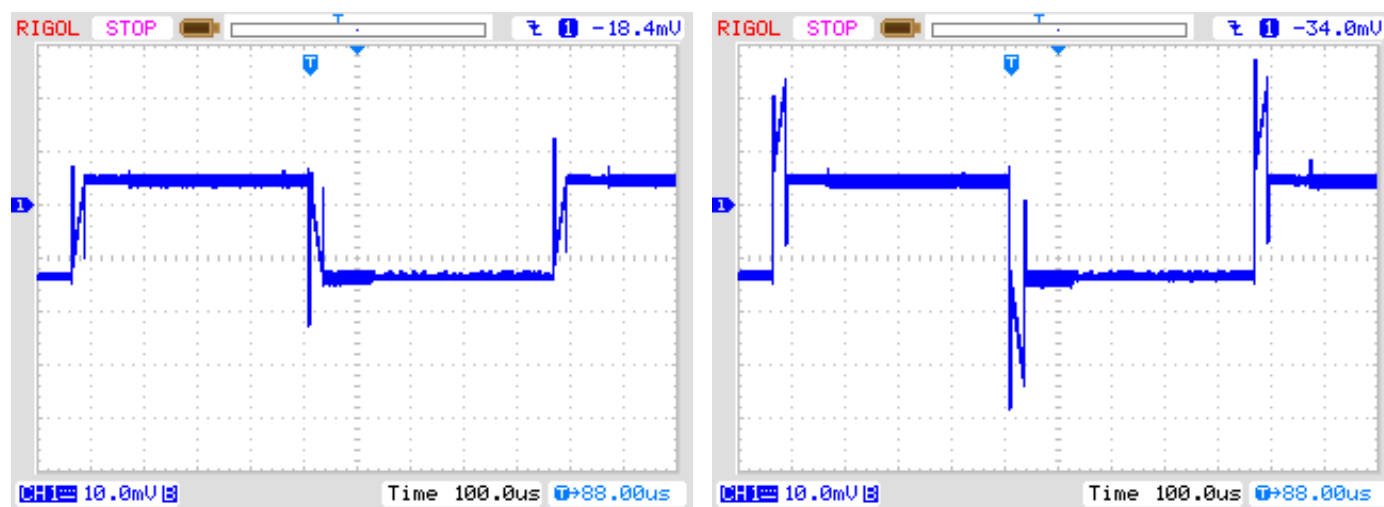 RIGOL STOP T 1 -18.4mV
T
1
CH1 10.0mV B Time 100.0us T→88.00us
RIGOL STOP T 1 -34.0mV
T
1
CH1 10.0mV B Time 100.0us T→88.00us